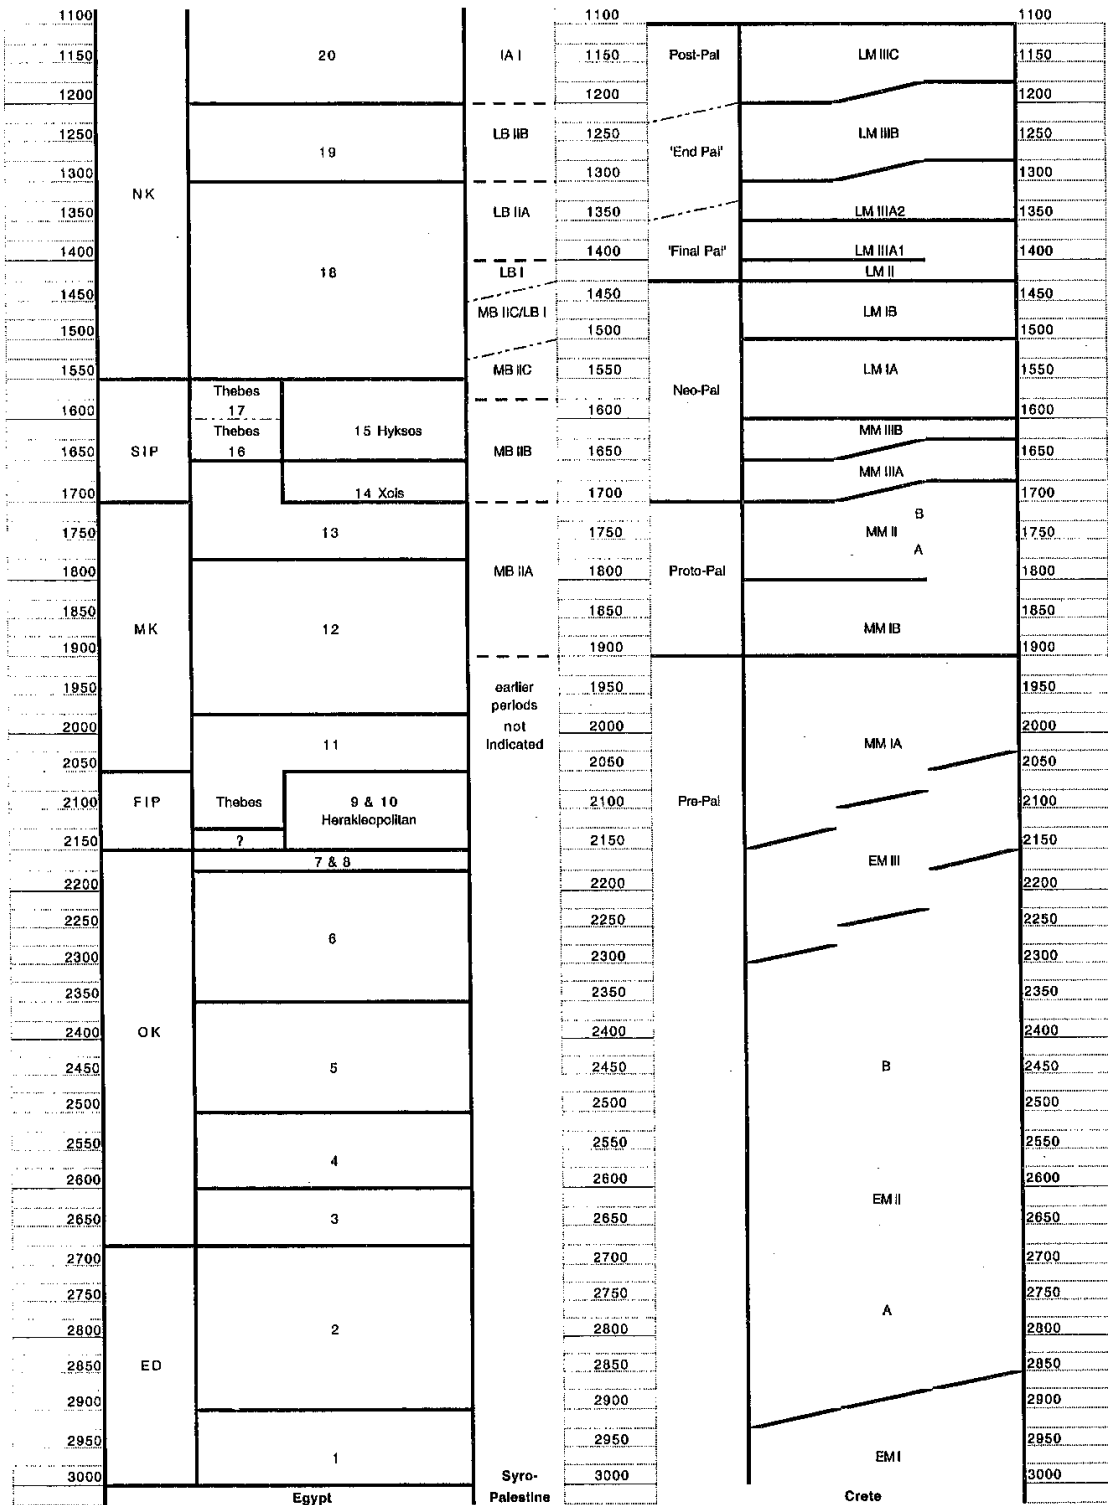 1100 1100 1100
1150 20 IA I 1150 Post-Pal LM IIIC 1150
1200 1200 1200
1250 LB IIB 1250 LM IIIB 1250
19 'End Pal'
1300 1300 1300
NK
1350 LB IIA 1350 LM IIIA2 1350
1400 1400 'Final Pal' LM IIIA1 1400
18 LB I LM II
1450 1450 1450
MB IIC/LB I LM IB
1500 1500 1500
1550 MB IIC 1550 LM IA 1550
Thebes Neo-Pal
1600 17 1600 1600
Thebes 15 Hyksos MM IIIB
1650 SIP 16 MB IIB 1650 1650
MM IIIA
1700 14 Xois 1700 1700
B
1750 13 1750 MM II 1750
A
1800 MB IIA 1800 Proto-Pal 1800
1850 1850 1850
MK 12 MM IB
1900 1900 1900
1950 earlier 1950 1950
periods
2000 not 2000 2000
11 Indicated MM IA
2050 2050 2050
2100 FIP Thebes 9 & 10 2100 Pre-Pal 2100
Herakleopolitan
2150 ? 2150 2150
7 & 8 EM III
2200 2200 2200
2250 2250 2250
6
2300 2300 2300
2350 2350 2350
2400 OK 2400 2400
2450 5 2450 B 2450
2500 2500 2500
2550 2550 2550
4
2600 2600 2600
EM II
2650 3 2650 2650
2700 2700 2700
2750 2750 2750
A
2800 2 2800 2800
2850 ED 2850 2850
2900 2900 2900
2950 2950 2950
1 EM I
3000 Syro- 3000 3000
Egypt Palestine Crete